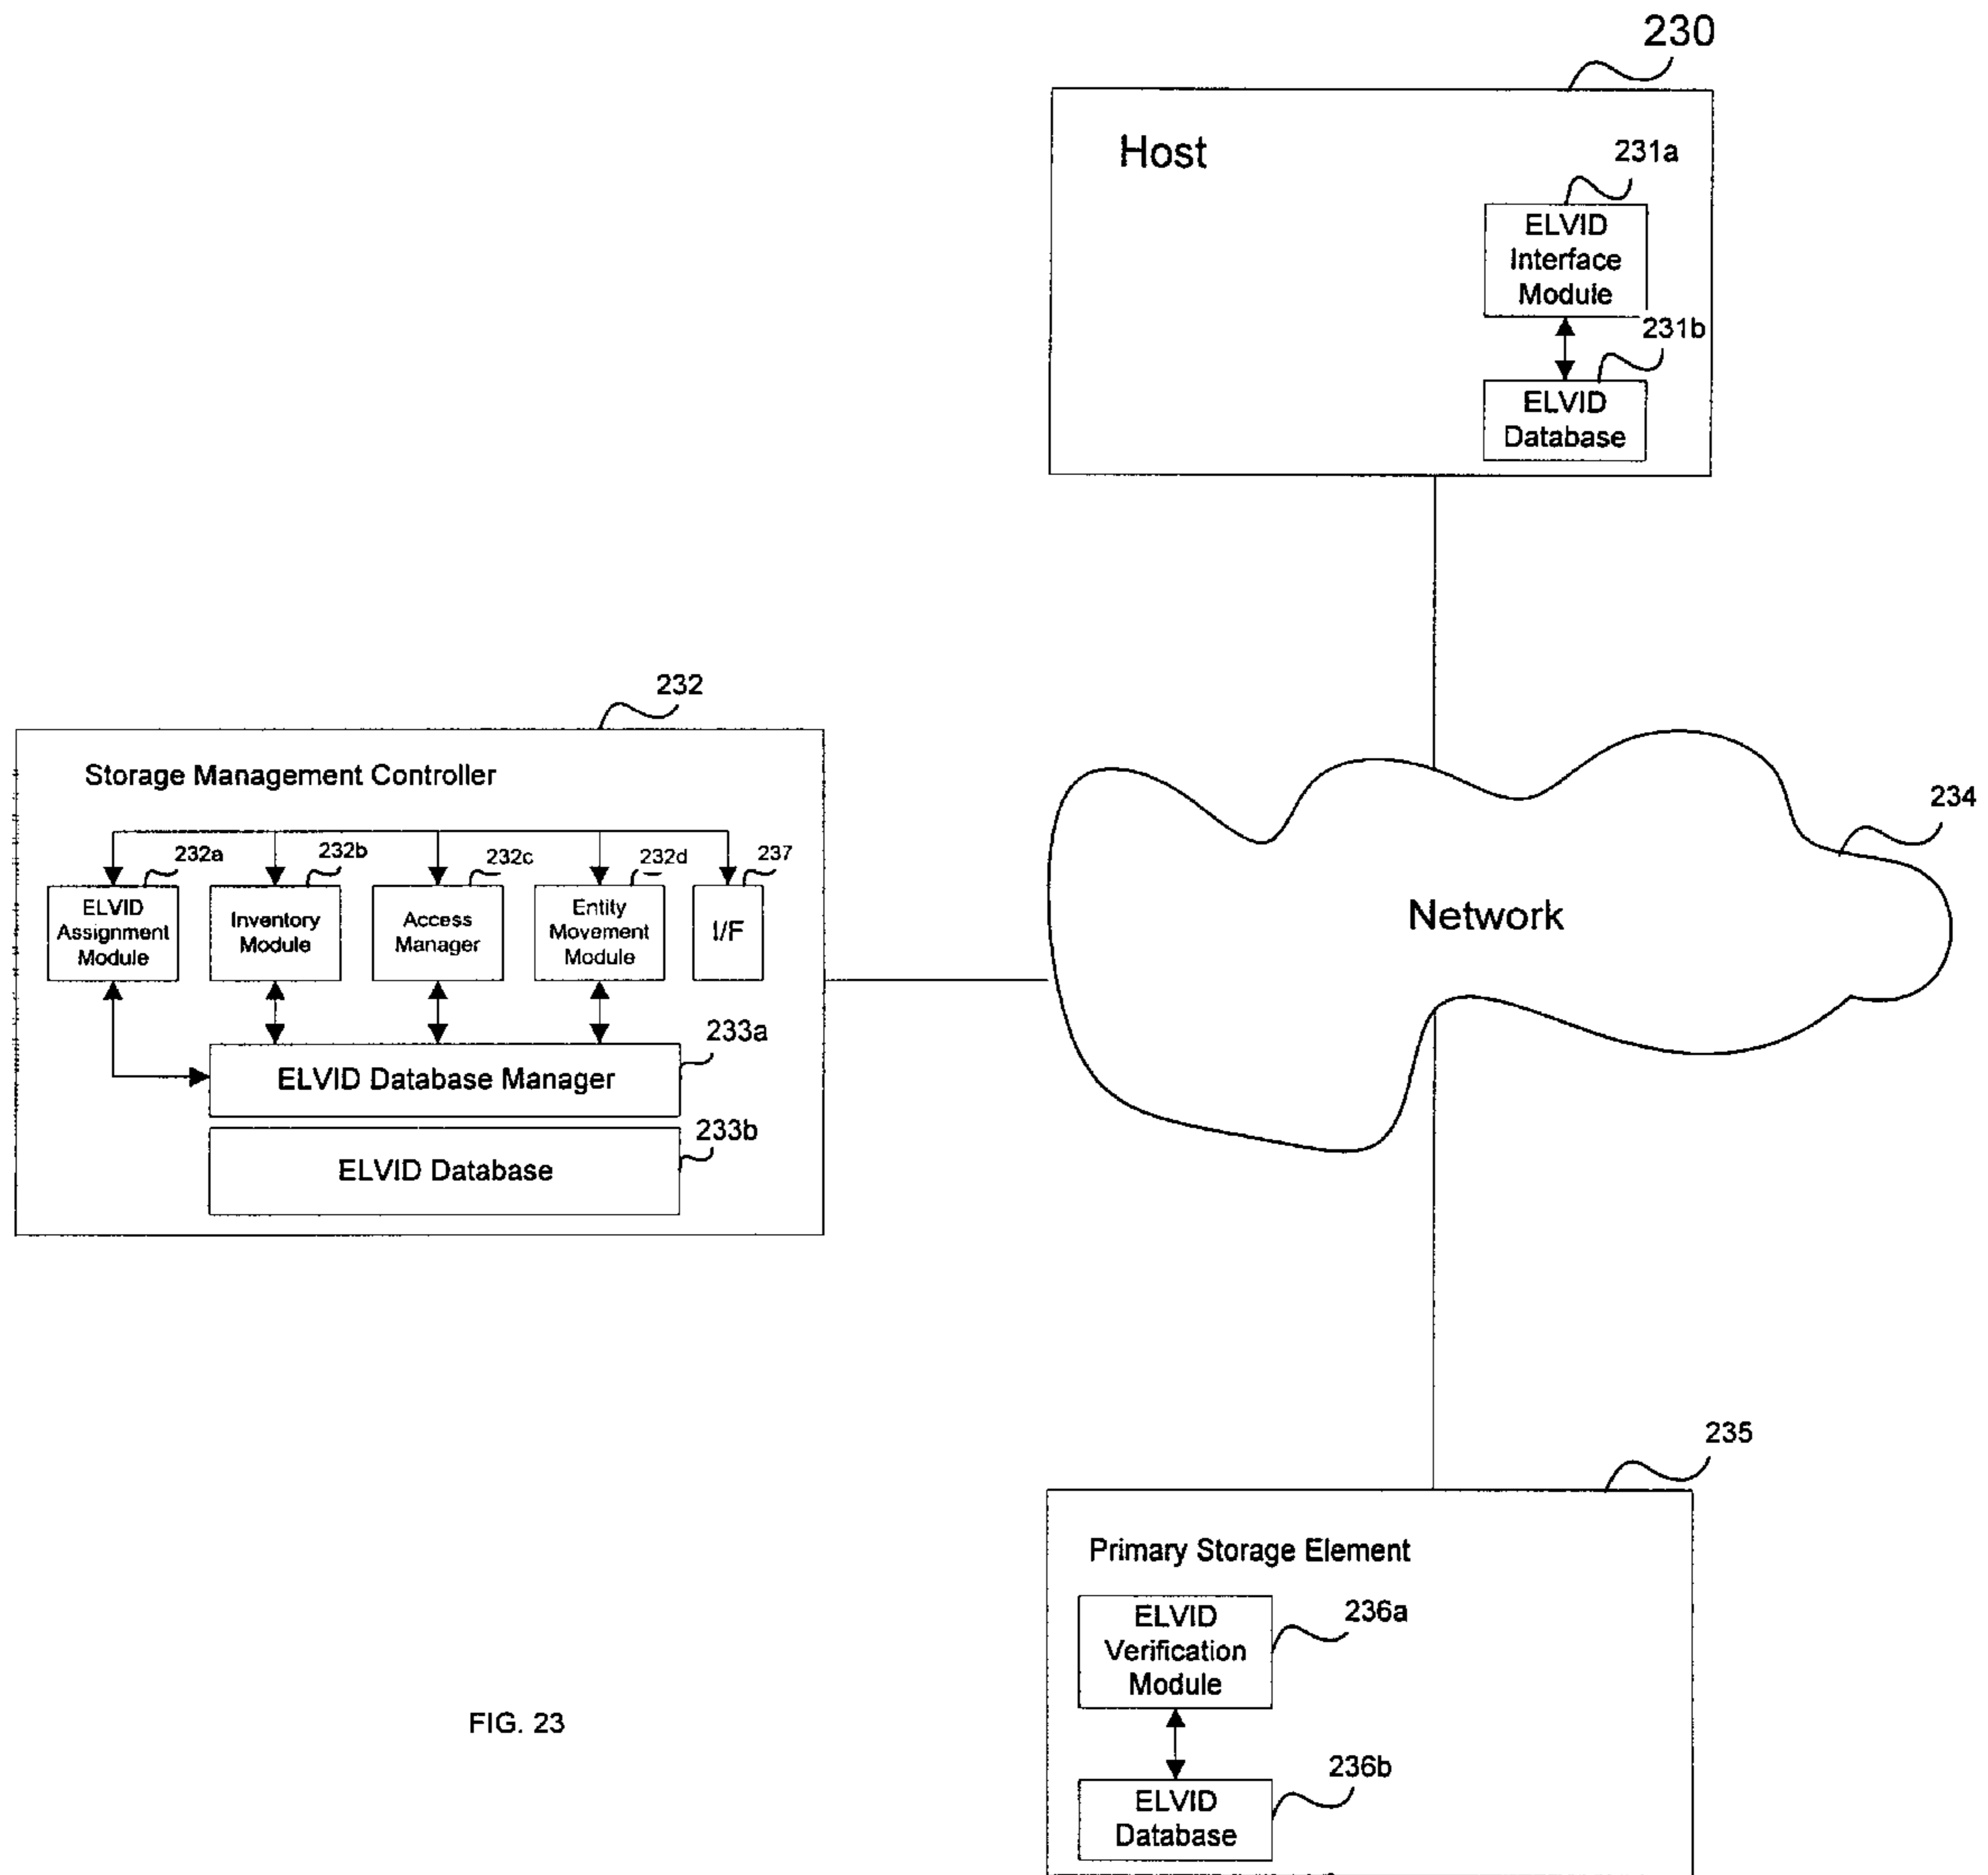 230
Host
231a
ELVID
Interface
Module
231b
ELVID
Database
232
Storage Management Controller
232a
232b
232c
232d
237
ELVID
Assignment
Module
Inventory
Module
Access
Manager
Entity
Movement
Module
I/F
233a
ELVID Database Manager
233b
ELVID Database
234
Network
235
Primary Storage Element
ELVID
Verification
Module
236a
236b
ELVID
Database
FIG. 23